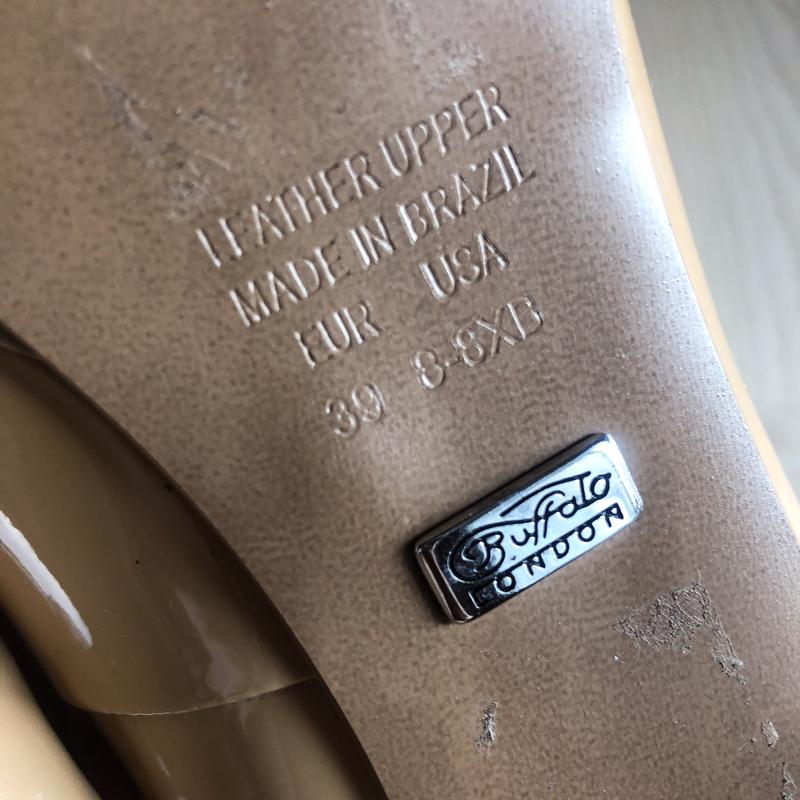 LEATHER UPPER
MADE IN BRAZIL
EUR USA
39 8-8XB
Buffalo
LONDON